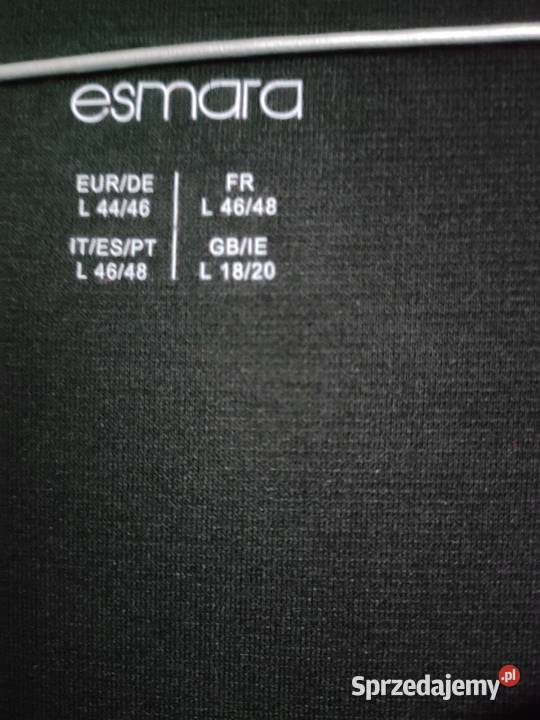 esmara
EUR/DE
L 44/46
FR
L 46/48
IT/ES/PT
L 46/48
GB/IE
L 18/20
Sprzedajemy.pl